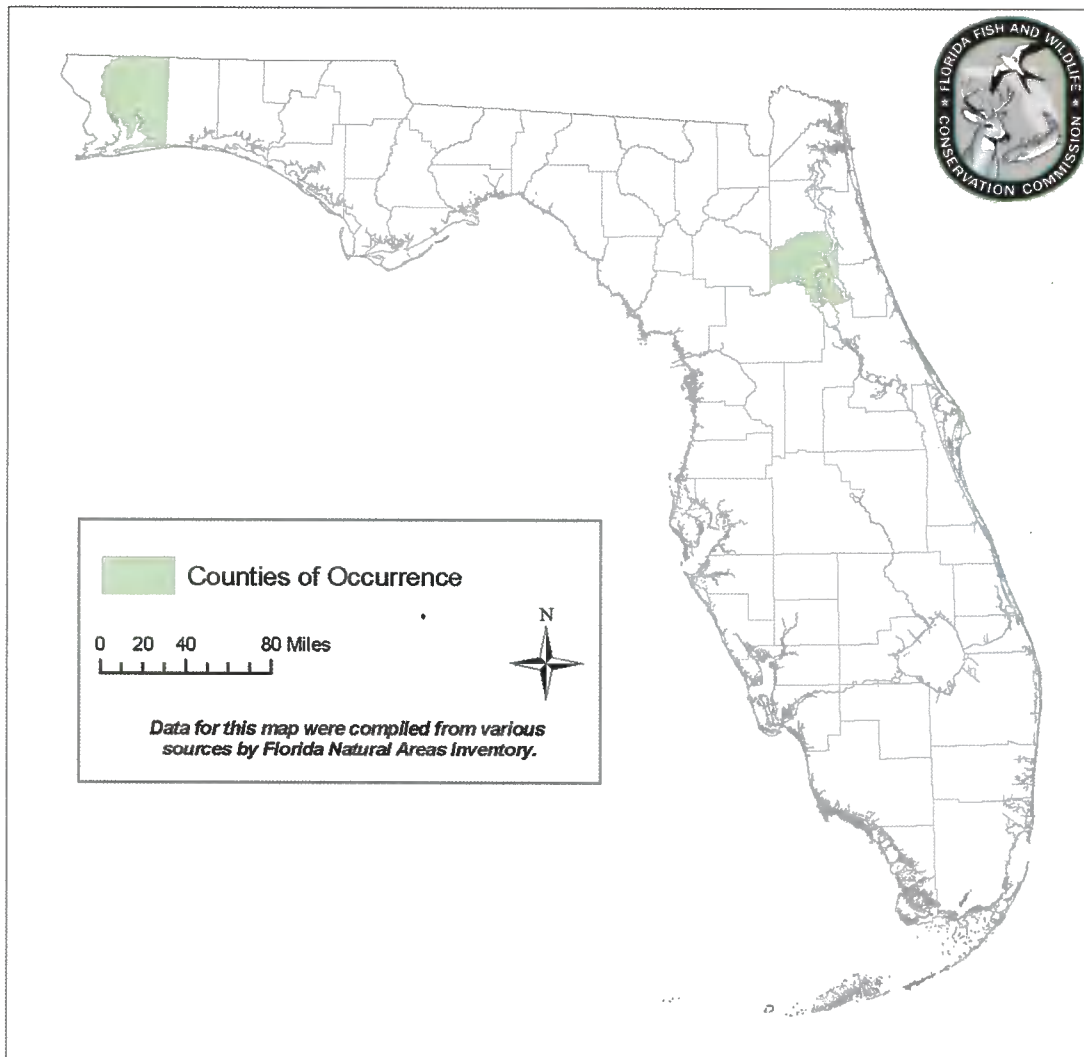 FLORIDA FISH AND WILDLIFE
CONSERVATION COMMISSION
Counties of Occurrence
0 20 40 80 Miles
N
Data for this map were compiled from various
sources by Florida Natural Areas Inventory.